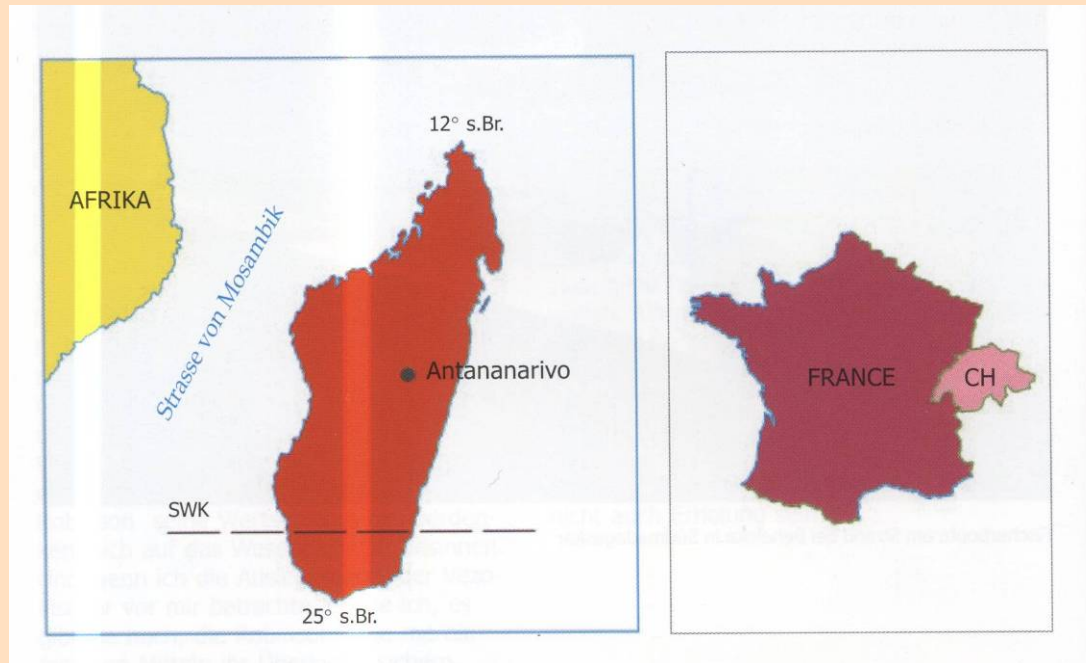 12° s.Br.
AFRIKA
Strasse von Mosambik
Antananarivo
SWK
25° s.Br.
FRANCE
CH